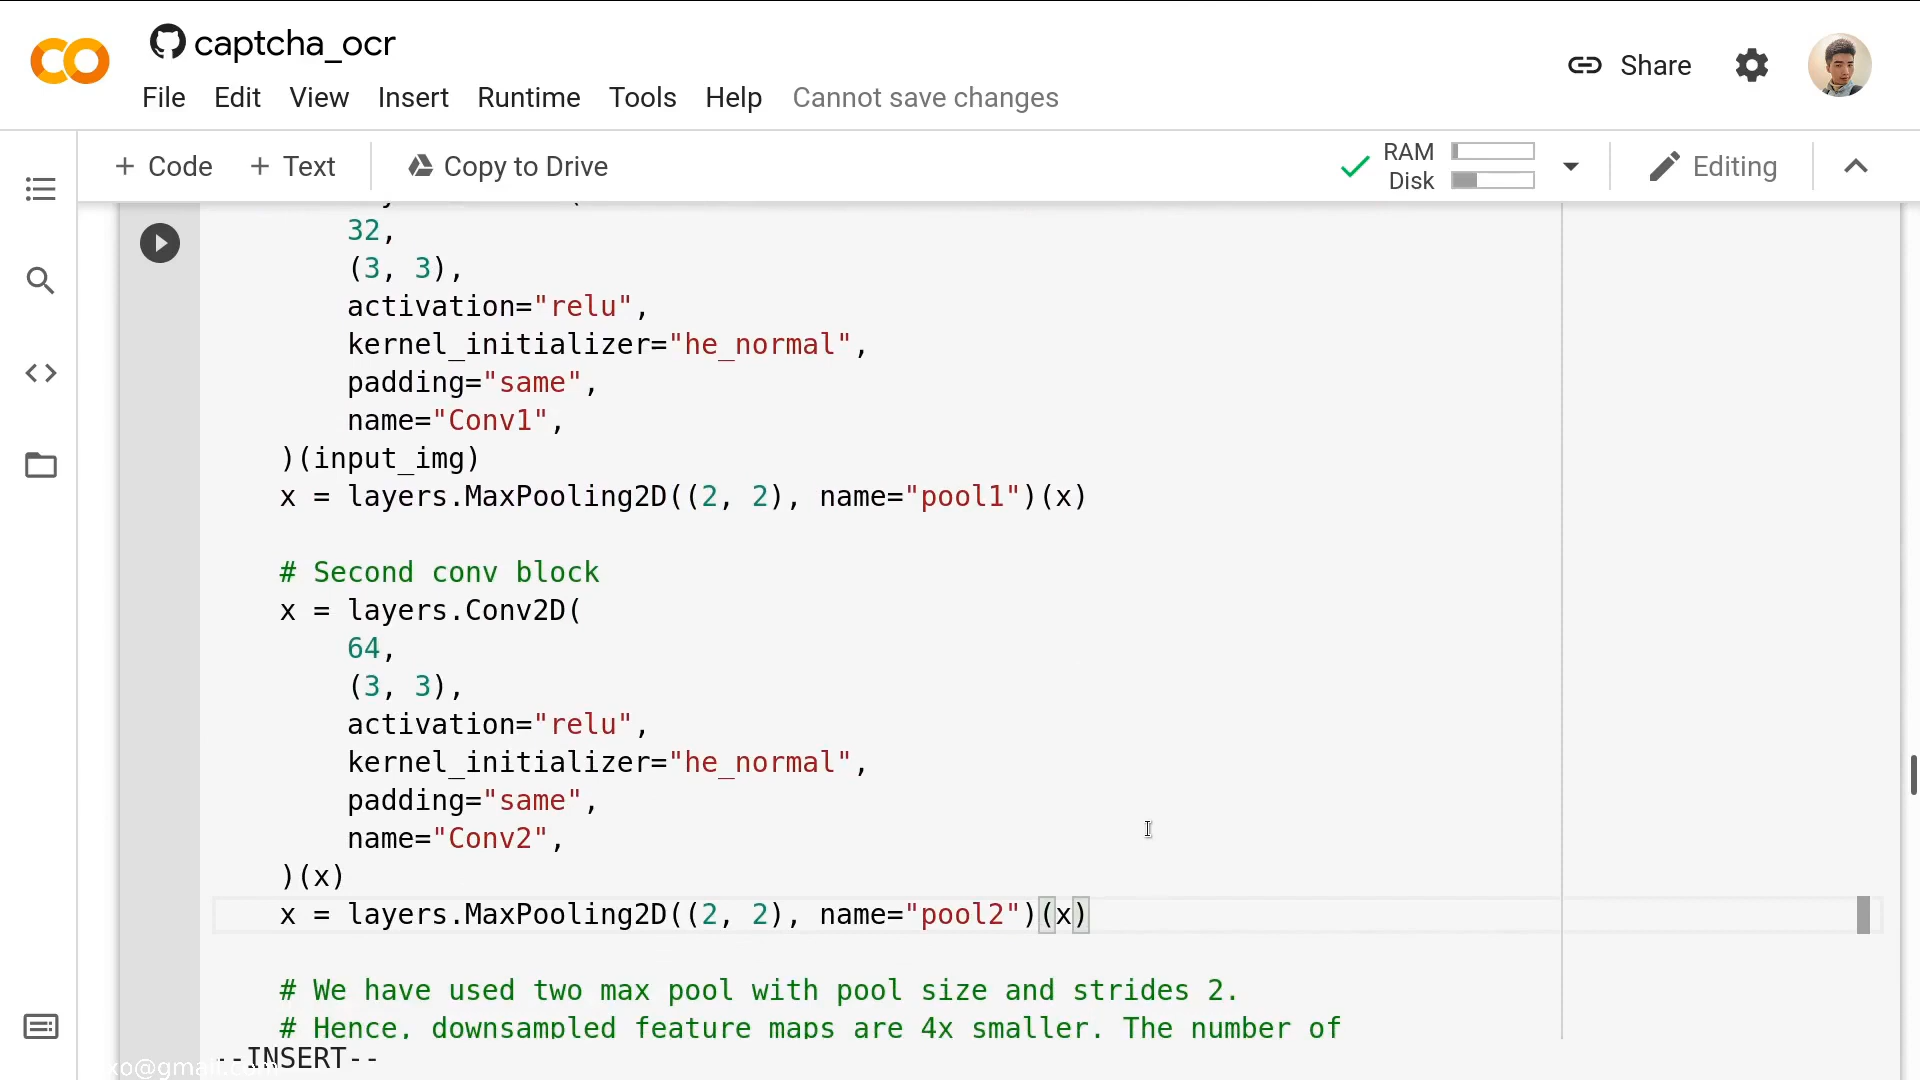 captcha_ocr
File Edit View Insert Runtime Tools Help Cannot save changes
Share
+ Code + Text Copy to Drive
RAM
Disk
Editing
32,
(3, 3),
activation="relu",
kernel_initializer="he_normal",
padding="same",
name="Conv1",
)(input_img)
x = layers.MaxPooling2D((2, 2), name="pool1")(x)
# Second conv block
x = layers.Conv2D(
64,
(3, 3),
activation="relu",
kernel_initializer="he_normal",
padding="same",
name="Conv2",
)(x)
x = layers.MaxPooling2D((2, 2), name="pool2")(x)
# We have used two max pool with pool size and strides 2.
# Hence, downsampled feature maps are 4x smaller. The number of
--INSERT--